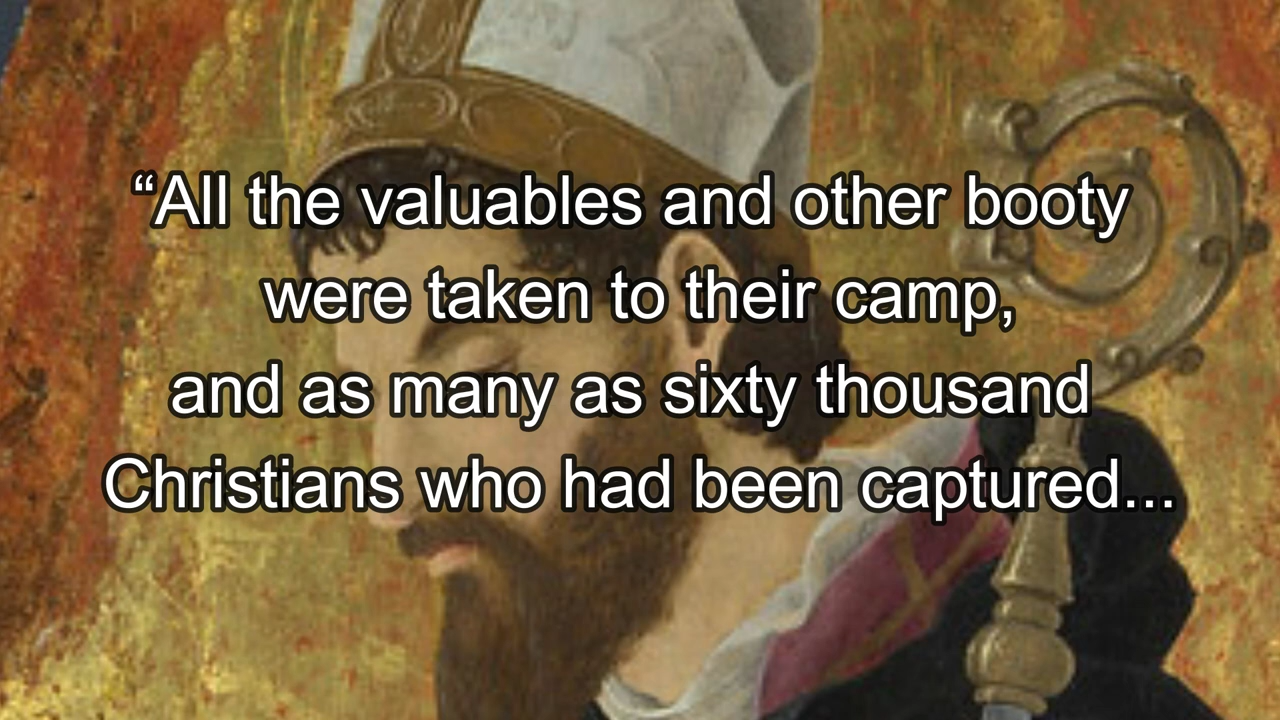 “All the valuables and other booty
were taken to their camp,
and as many as sixty thousand
Christians who had been captured...